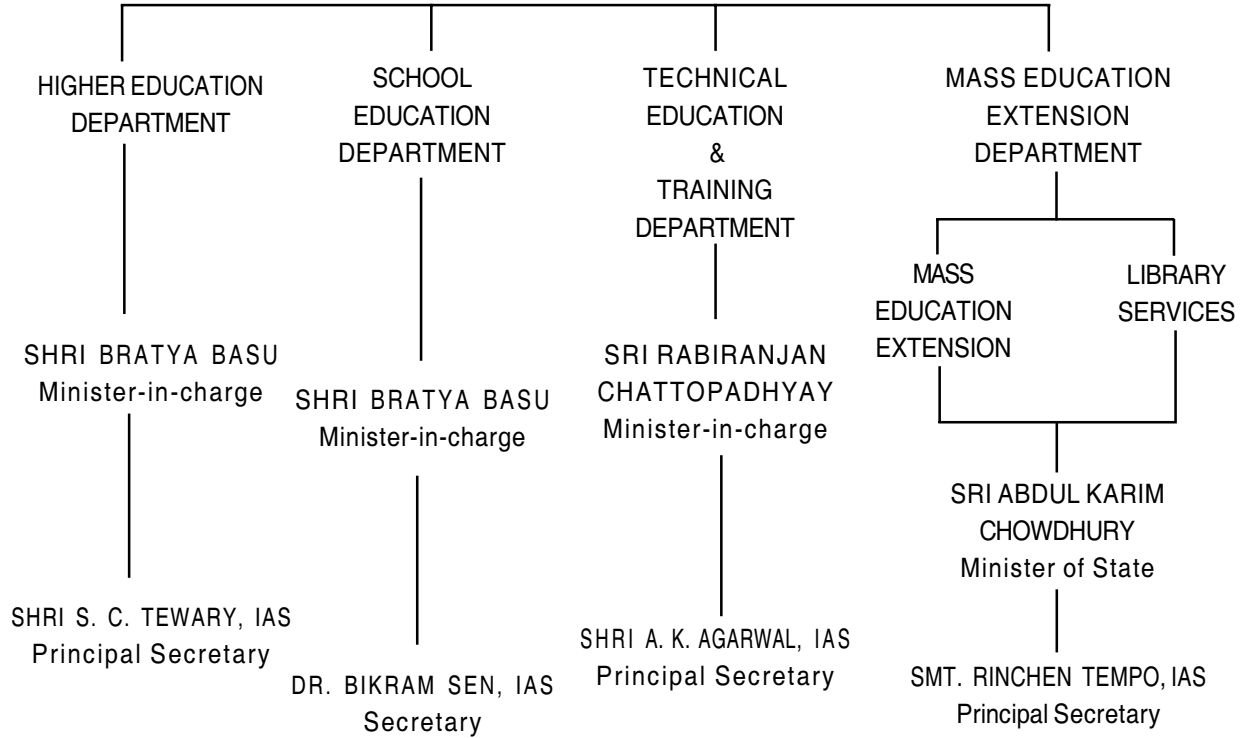 HIGHER EDUCATION
DEPARTMENT
SHRI BRATYA BASU
Minister-in-charge
SHRI S. C. TEWARY, IAS
Principal Secretary
SCHOOL
EDUCATION
DEPARTMENT
SHRI BRATYA BASU
Minister-in-charge
DR. BIKRAM SEN, IAS
Secretary
TECHNICAL
EDUCATION
&
TRAINING
DEPARTMENT
SRI RABIRANJAN
CHATTOPADHYAY
Minister-in-charge
SHRI A. K. AGARWAL, IAS
Principal Secretary
MASS EDUCATION
EXTENSION
DEPARTMENT
MASS
EDUCATION
EXTENSION
LIBRARY
SERVICES
SRI ABDUL KARIM
CHOWDHURY
Minister of State
SMT. RINCHEN TEMPO, IAS
Principal Secretary